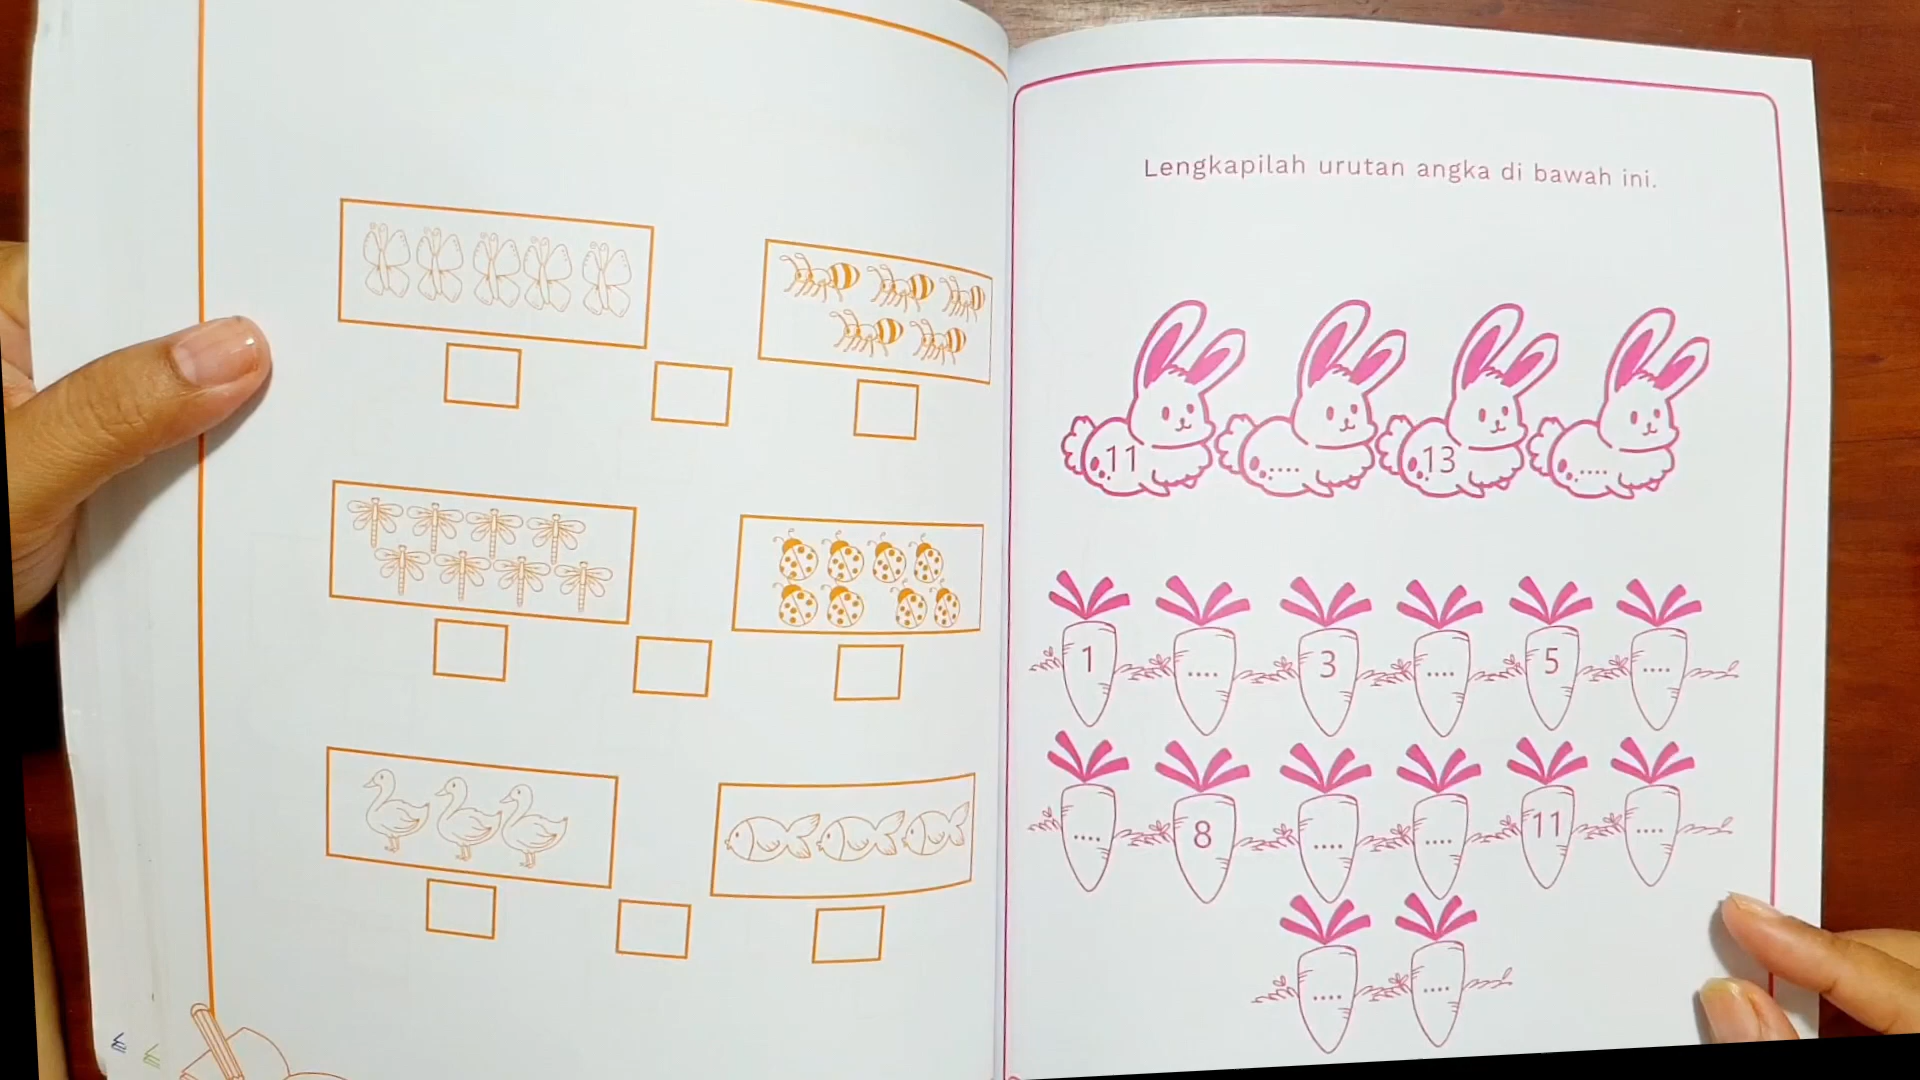 Lengkapilah urutan angka di bawah ini.
11 .... 13 ....
1 .... 3 .... 5 ....
.... 8 .... .... 11 ....
.... ....